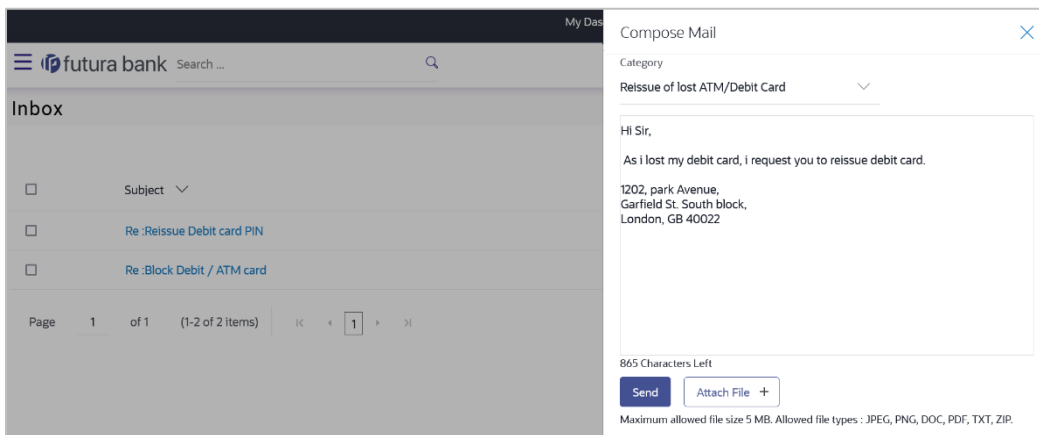 My Das
futura bank Search ...
Inbox
Subject
Re :Reissue Debit card PIN
Re :Block Debit / ATM card
Page 1 of 1 (1-2 of 2 items) 1
Compose Mail
Category
Reissue of lost ATM/Debit Card
Hi Sir,
As i lost my debit card, i request you to reissue debit card.
1202, park Avenue,
Garfield St. South block,
London, GB 40022
865 Characters Left
Send Attach File +
Maximum allowed file size 5 MB. Allowed file types : JPEG, PNG, DOC, PDF, TXT, ZIP.